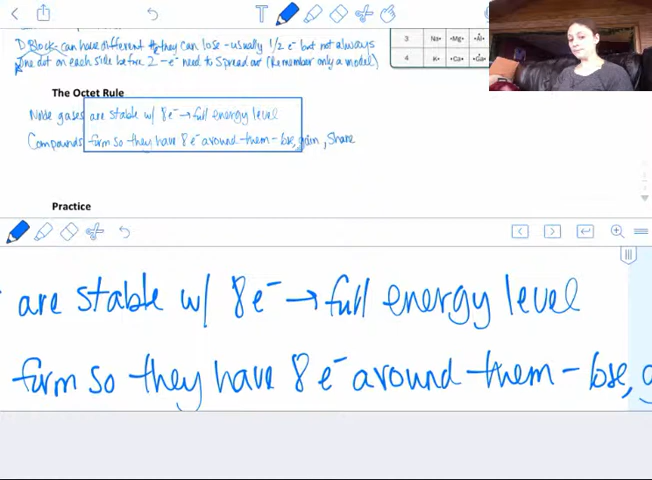 D Block- can have different #'s they can lose - usually 1/2 e⁻ but not always
one dot on each side before 2 - e⁻ need to spread out (Remember only a model)
3 Na• •Mg• •Al•
4 K• •Ca• •Ga•
The Octet Rule
Noble gases are stable w/ 8e⁻ → full energy level
Compounds form so they have 8 e⁻ around them - lose, gain, share
Practice
are stable w/ 8e⁻ → full energy level
form so they have 8 e⁻ around them - lose, g